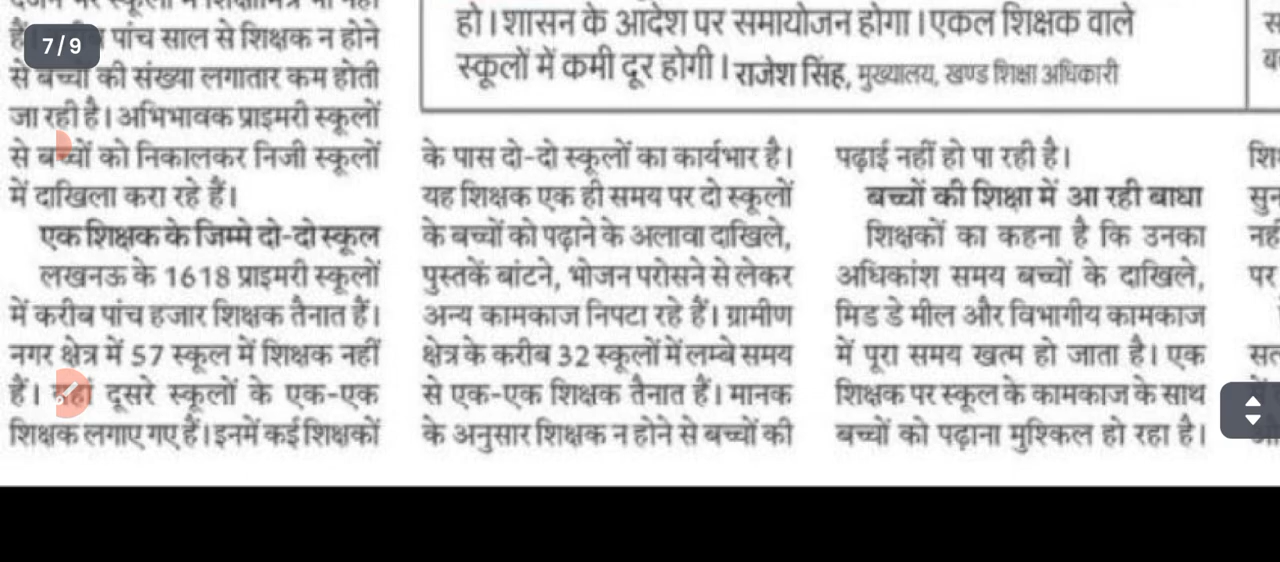 7/9
पांच साल से शिक्षक न होने
से बच्चों की संख्या लगातार कम होती
जा रही है। अभिभावक प्राइमरी स्कूलों
से बच्चों को निकालकर निजी स्कूलों
में दाखिला करा रहे हैं।
एक शिक्षक के जिम्मे दो-दो स्कूल
लखनऊ के 1618 प्राइमरी स्कूलों
में करीब पांच हजार शिक्षक तैनात हैं।
नगर क्षेत्र में 57 स्कूल में शिक्षक नहीं
हैं। दूसरे स्कूलों के एक-एक
शिक्षक लगाए गए हैं। इनमें कई शिक्षकों
हो। शासन के आदेश पर समायोजन होगा। एकल शिक्षक वाले
स्कूलों में कमी दूर होगी। राजेश सिंह, मुख्यालय, खण्ड शिक्षा अधिकारी
के पास दो-दो स्कूलों का कार्यभार है।
यह शिक्षक एक ही समय पर दो स्कूलों
के बच्चों को पढ़ाने के अलावा दाखिले,
पुस्तकें बांटने, भोजन परोसने से लेकर
अन्य कामकाज निपटा रहे हैं। ग्रामीण
क्षेत्र के करीब 32 स्कूलों में लम्बे समय
से एक-एक शिक्षक तैनात हैं। मानक
के अनुसार शिक्षक न होने से बच्चों की
पढ़ाई नहीं हो पा रही है।
बच्चों की शिक्षा में आ रही बाधा
शिक्षकों का कहना है कि उनका
अधिकांश समय बच्चों के दाखिले,
मिड डे मील और विभागीय कामकाज
में पूरा समय खत्म हो जाता है। एक
शिक्षक पर स्कूल के कामकाज के साथ
बच्चों को पढ़ाना मुश्किल हो रहा है।